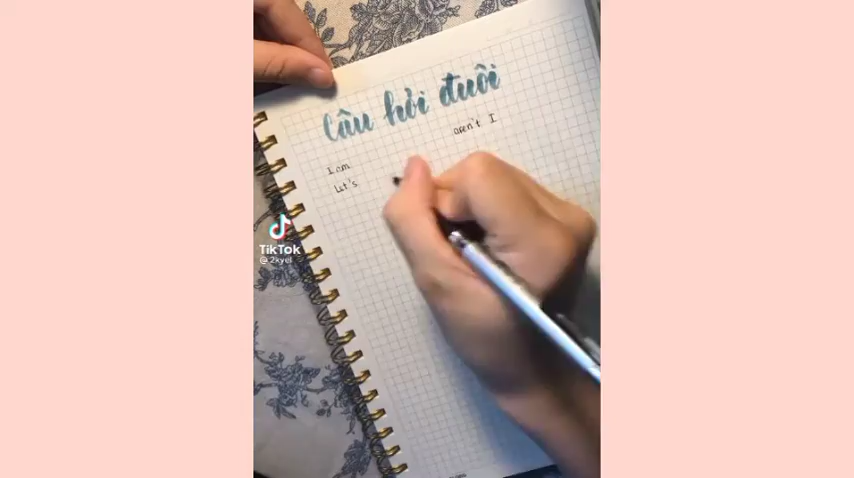 câu hỏi đuôi
aren't I
I am
Let's
TikTok
@2kyel